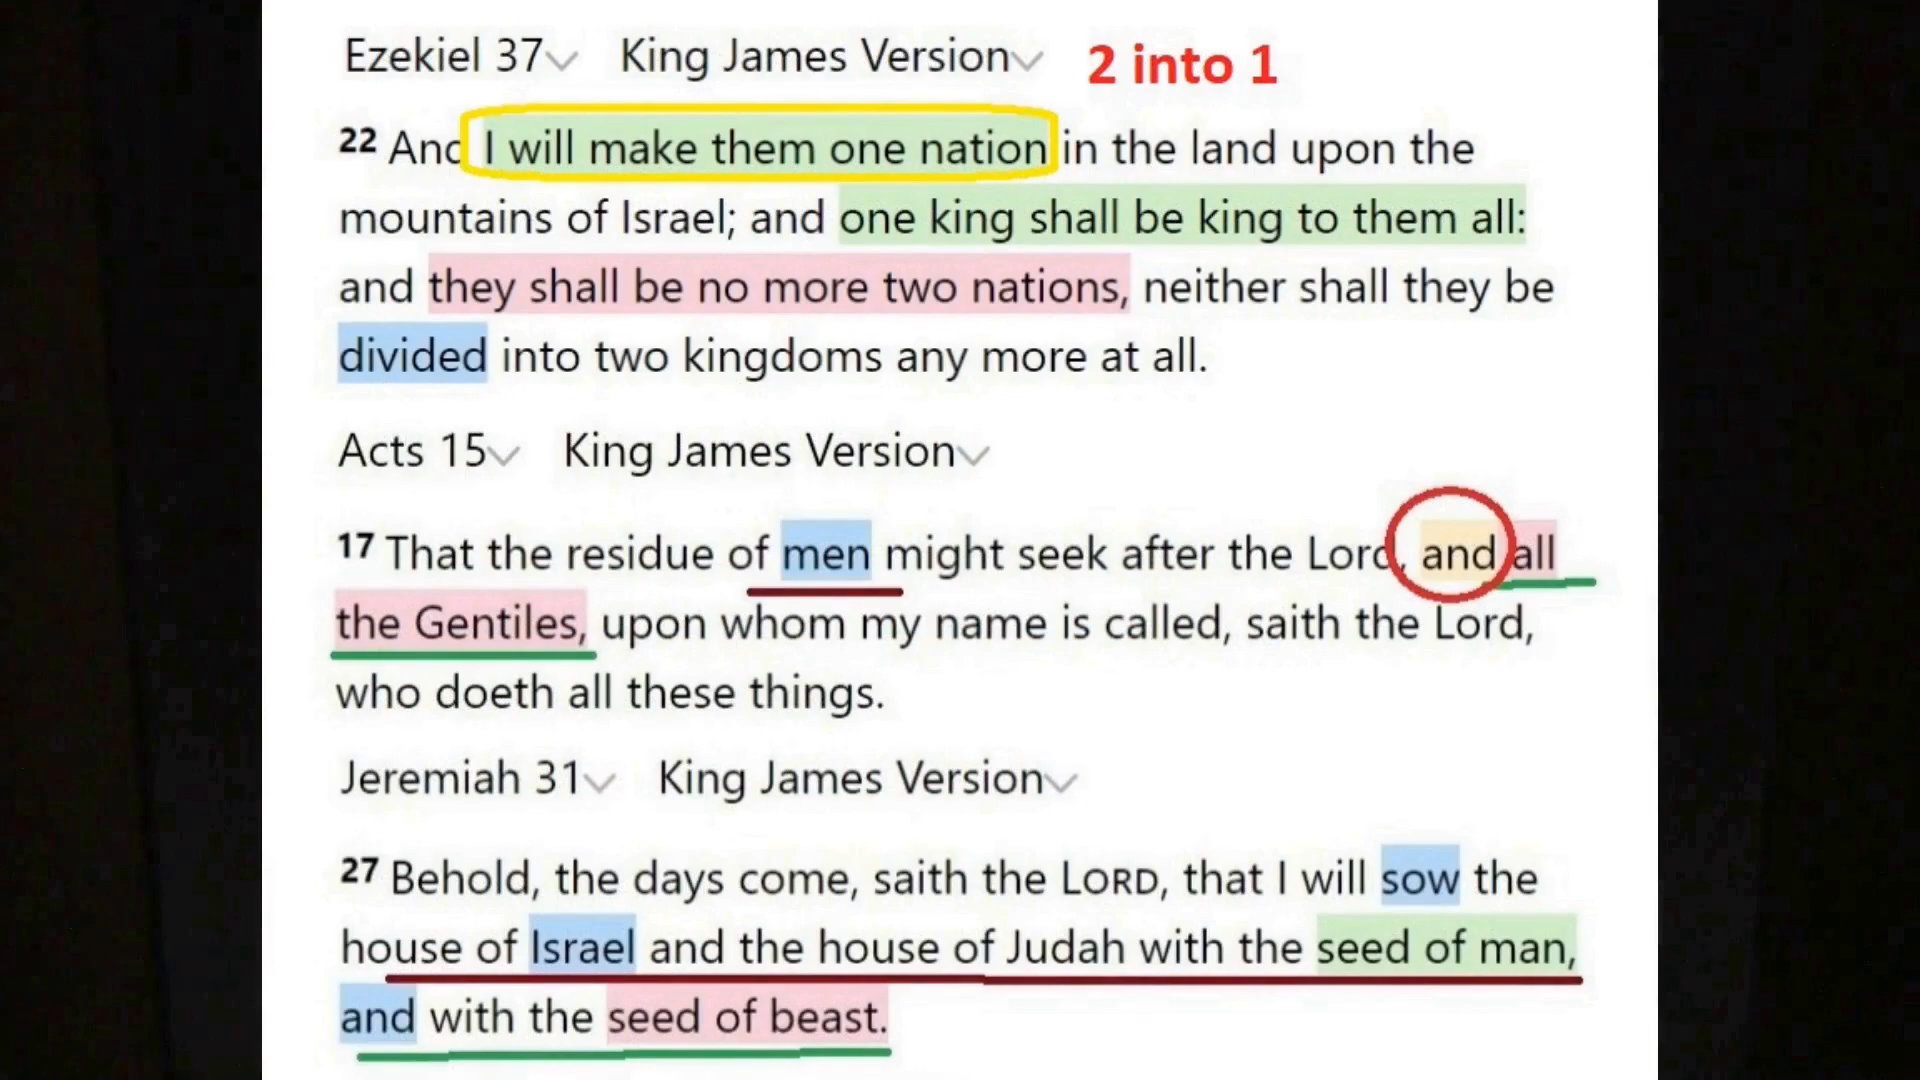 Ezekiel 37 King James Version 2 into 1
22 And I will make them one nation in the land upon the
mountains of Israel; and one king shall be king to them all:
and they shall be no more two nations, neither shall they be
divided into two kingdoms any more at all.
Acts 15 King James Version
17 That the residue of men might seek after the Lord, and all
the Gentiles, upon whom my name is called, saith the Lord,
who doeth all these things.
Jeremiah 31 King James Version
27 Behold, the days come, saith the LORD, that I will sow the
house of Israel and the house of Judah with the seed of man,
and with the seed of beast.